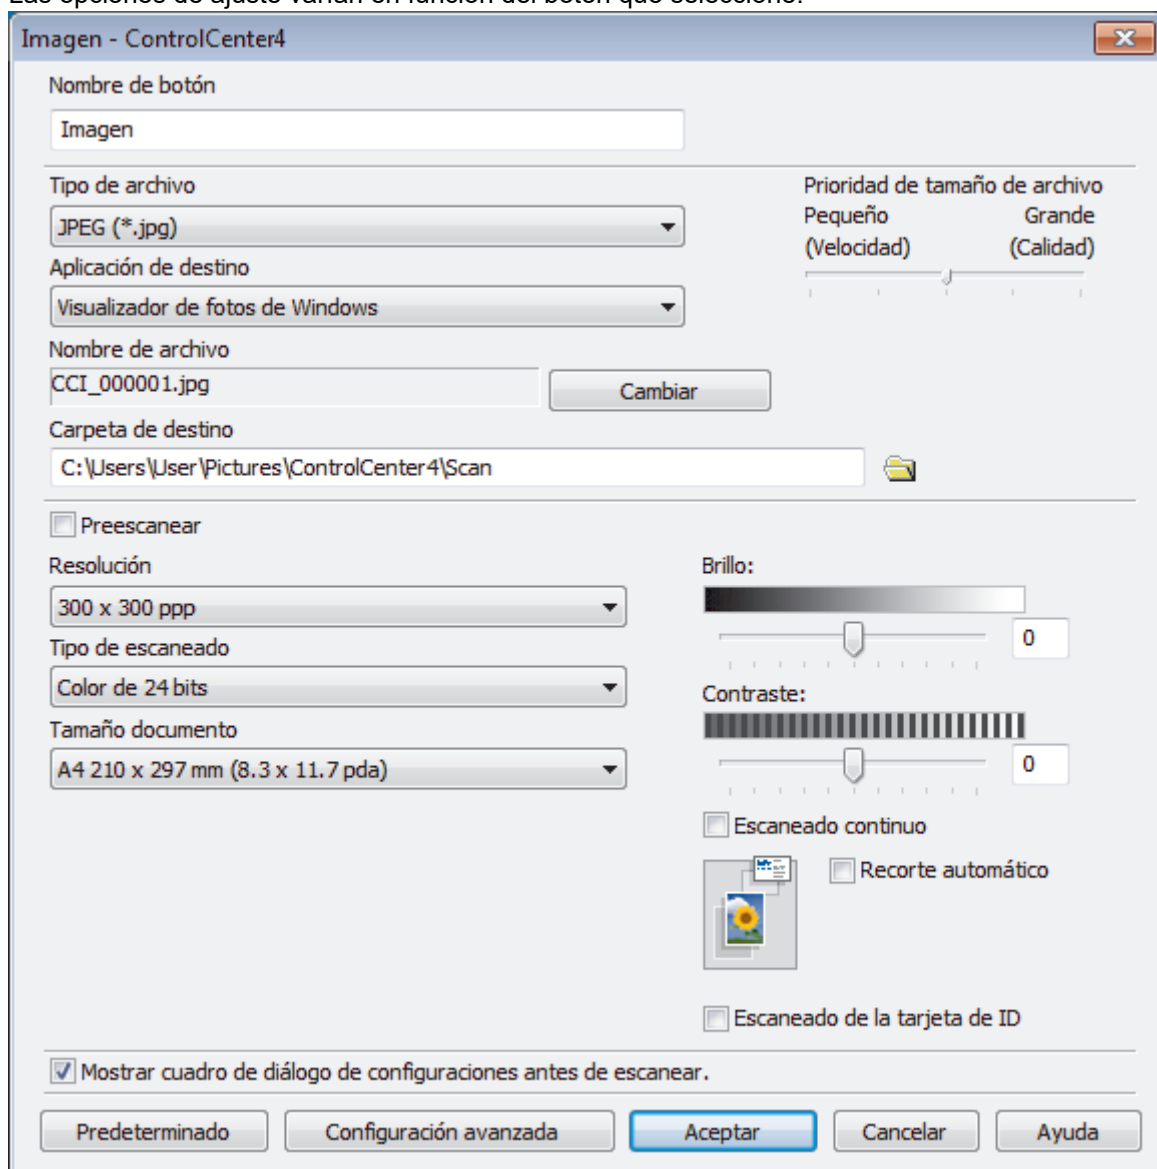 Las opciones de ajuste varían en función del botón que seleccione.
Imagen - ControlCenter4
Nombre de botón
Imagen
Tipo de archivo
JPEG (*.jpg)
Aplicación de destino
Visualizador de fotos de Windows
Nombre de archivo
CCI_000001.jpg
Cambiar
Carpeta de destino
C:\Users\User\Pictures\ControlCenter4\Scan
Prioridad de tamaño de archivo
Pequeño Grande
(Velocidad) (Calidad)
Preescanear
Resolución
300 x 300 ppp
Tipo de escaneado
Color de 24 bits
Tamaño documento
A4 210 x 297 mm (8.3 x 11.7 pda)
Brillo:
0
Contraste:
0
Escaneado continuo
Recorte automático
Escaneado de la tarjeta de ID
Mostrar cuadro de diálogo de configuraciones antes de escanear.
Predeterminado Configuración avanzada Aceptar Cancelar Ayuda